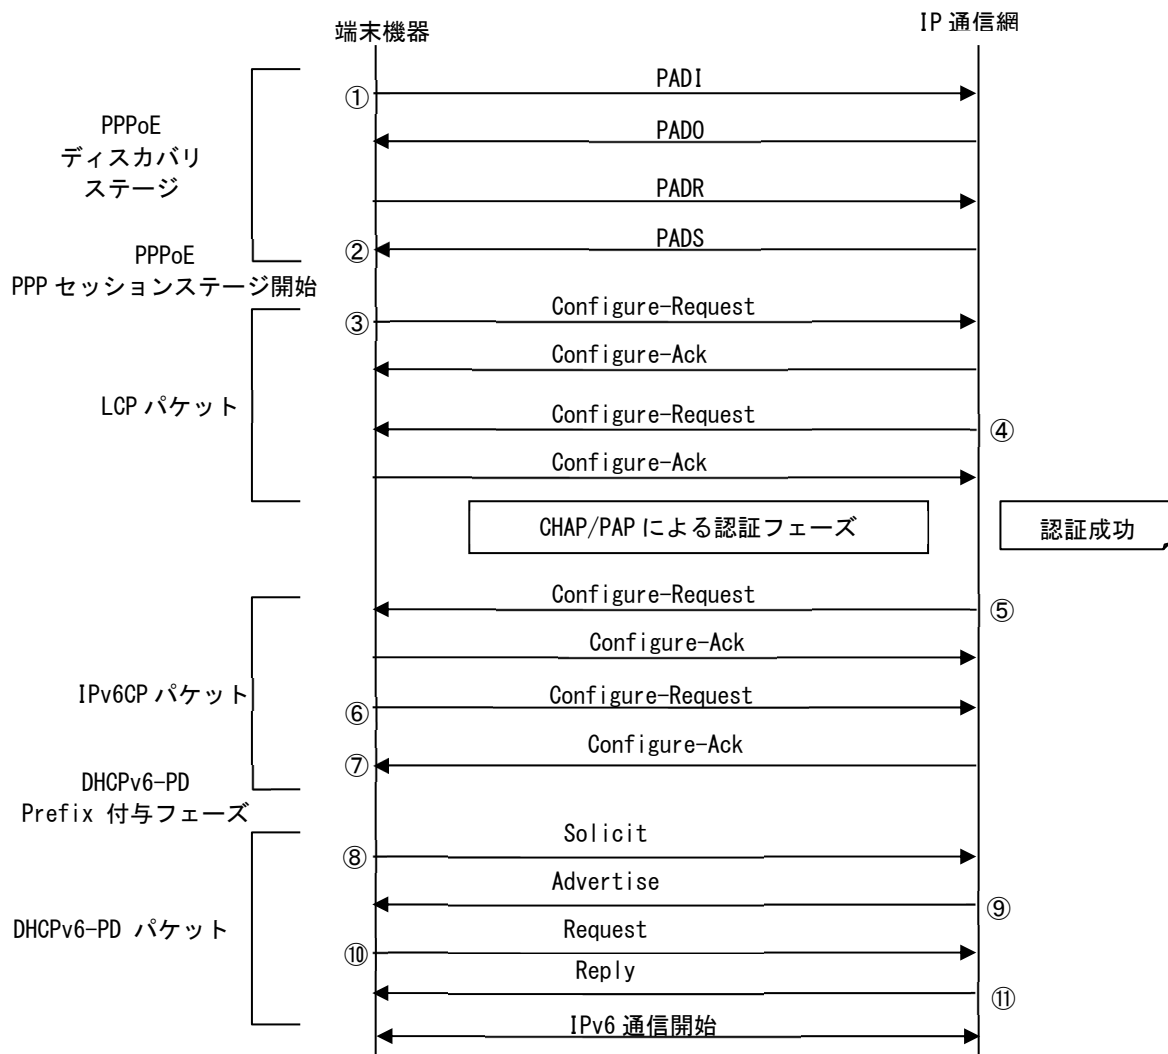 端末機器
IP 通信網
PPPoE
ディスカバリ
ステージ
①
PADI
PADO
PADR
②
PADS
PPPoE
PPP セッションステージ開始
LCP パケット
③
Configure-Request
Configure-Ack
Configure-Request
④
Configure-Ack
CHAP/PAP による認証フェーズ
認証成功
IPv6CP パケット
Configure-Request
⑤
Configure-Ack
⑥
Configure-Request
⑦
Configure-Ack
DHCPv6-PD
Prefix 付与フェーズ
DHCPv6-PD パケット
⑧
Solicit
Advertise
⑨
⑩
Request
Reply
⑪
IPv6 通信開始